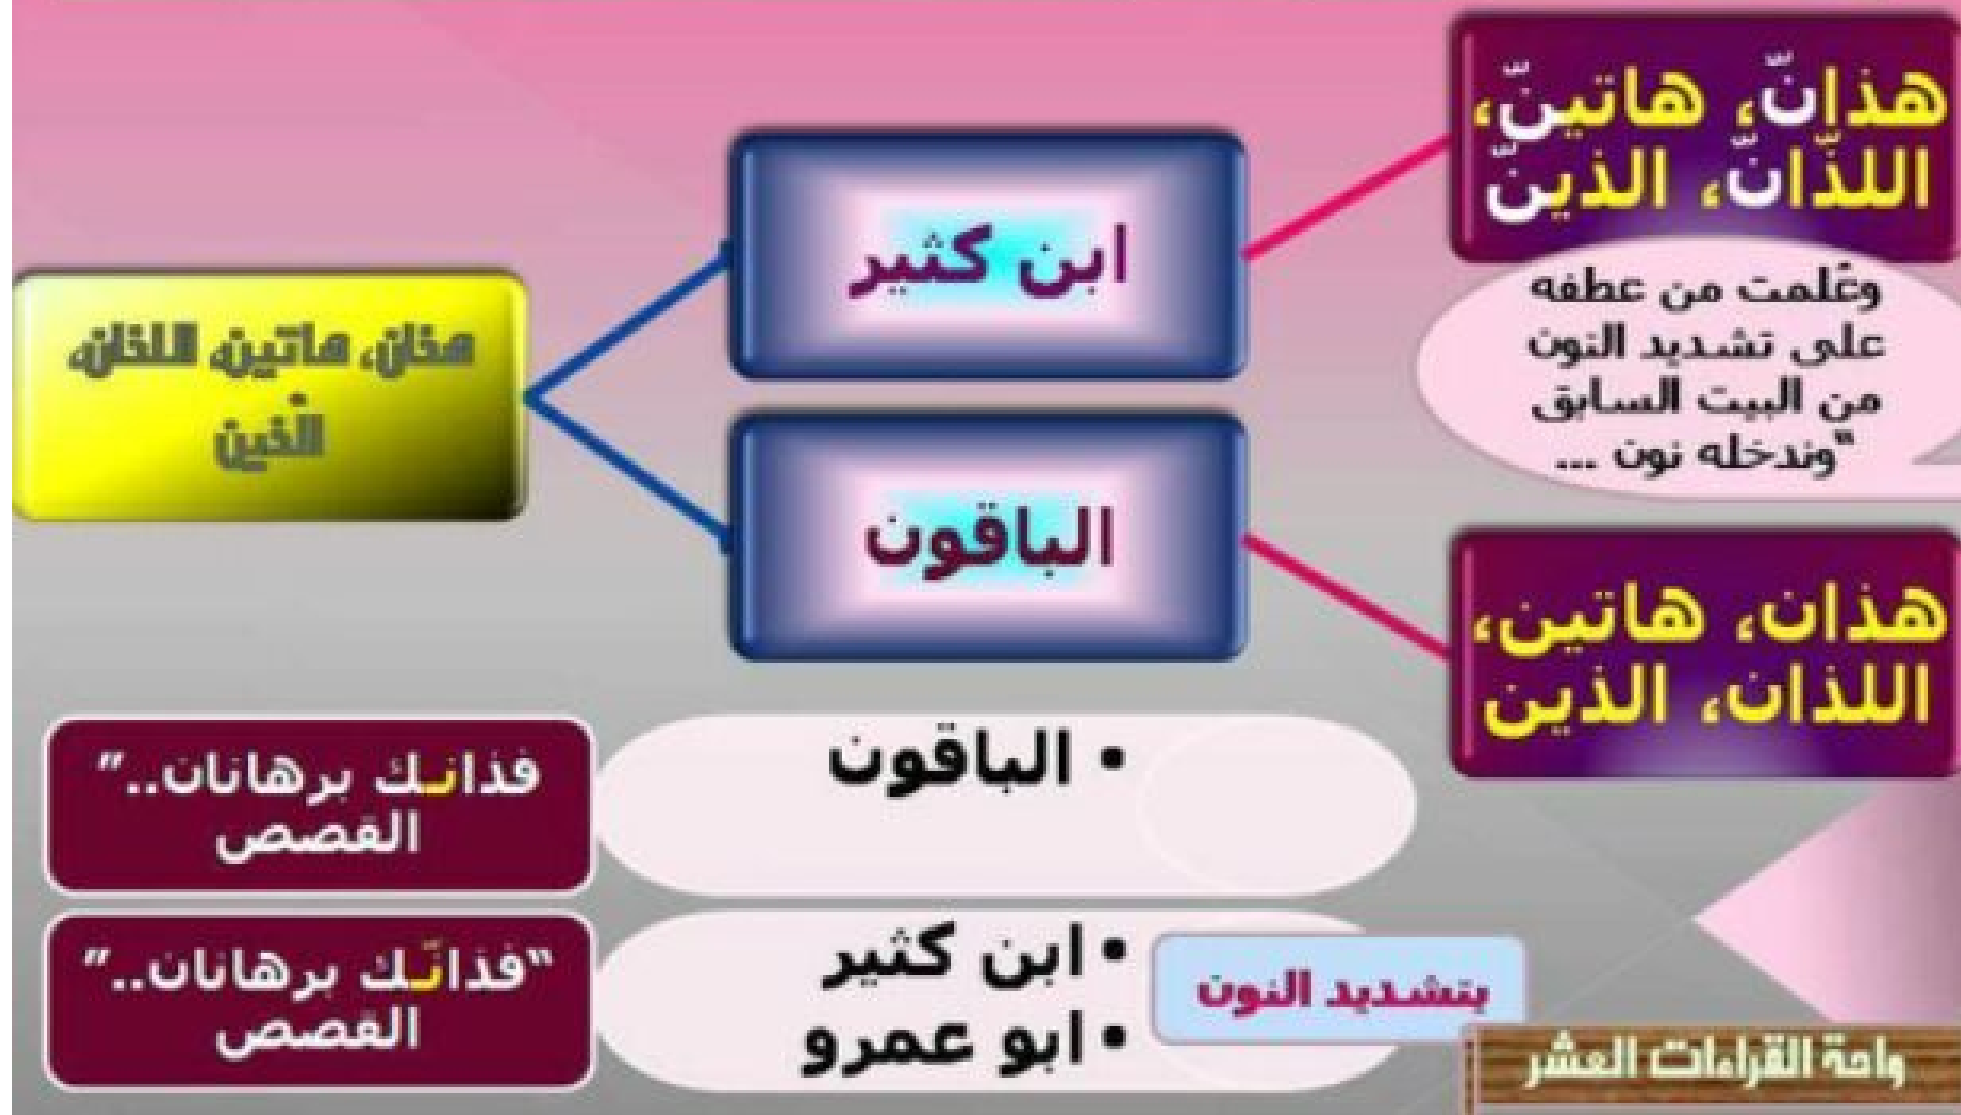 هذانّ، هاتينّ،
اللذّانّ، الذينّ
ابن كثير
وعُلمت من عطفه
على تشديد النون
من البيت السابق
"وندخله نون ...
هذان، هاتين، اللذان،
الذين
الباقون
هذان، هاتين،
اللذان، الذين
• الباقون
فذانك برهانان.."
القصص
• ابن كثير
• ابو عمرو
بتشديد النون
"فذانّك برهانان.."
القصص
واحة القراءات العشر